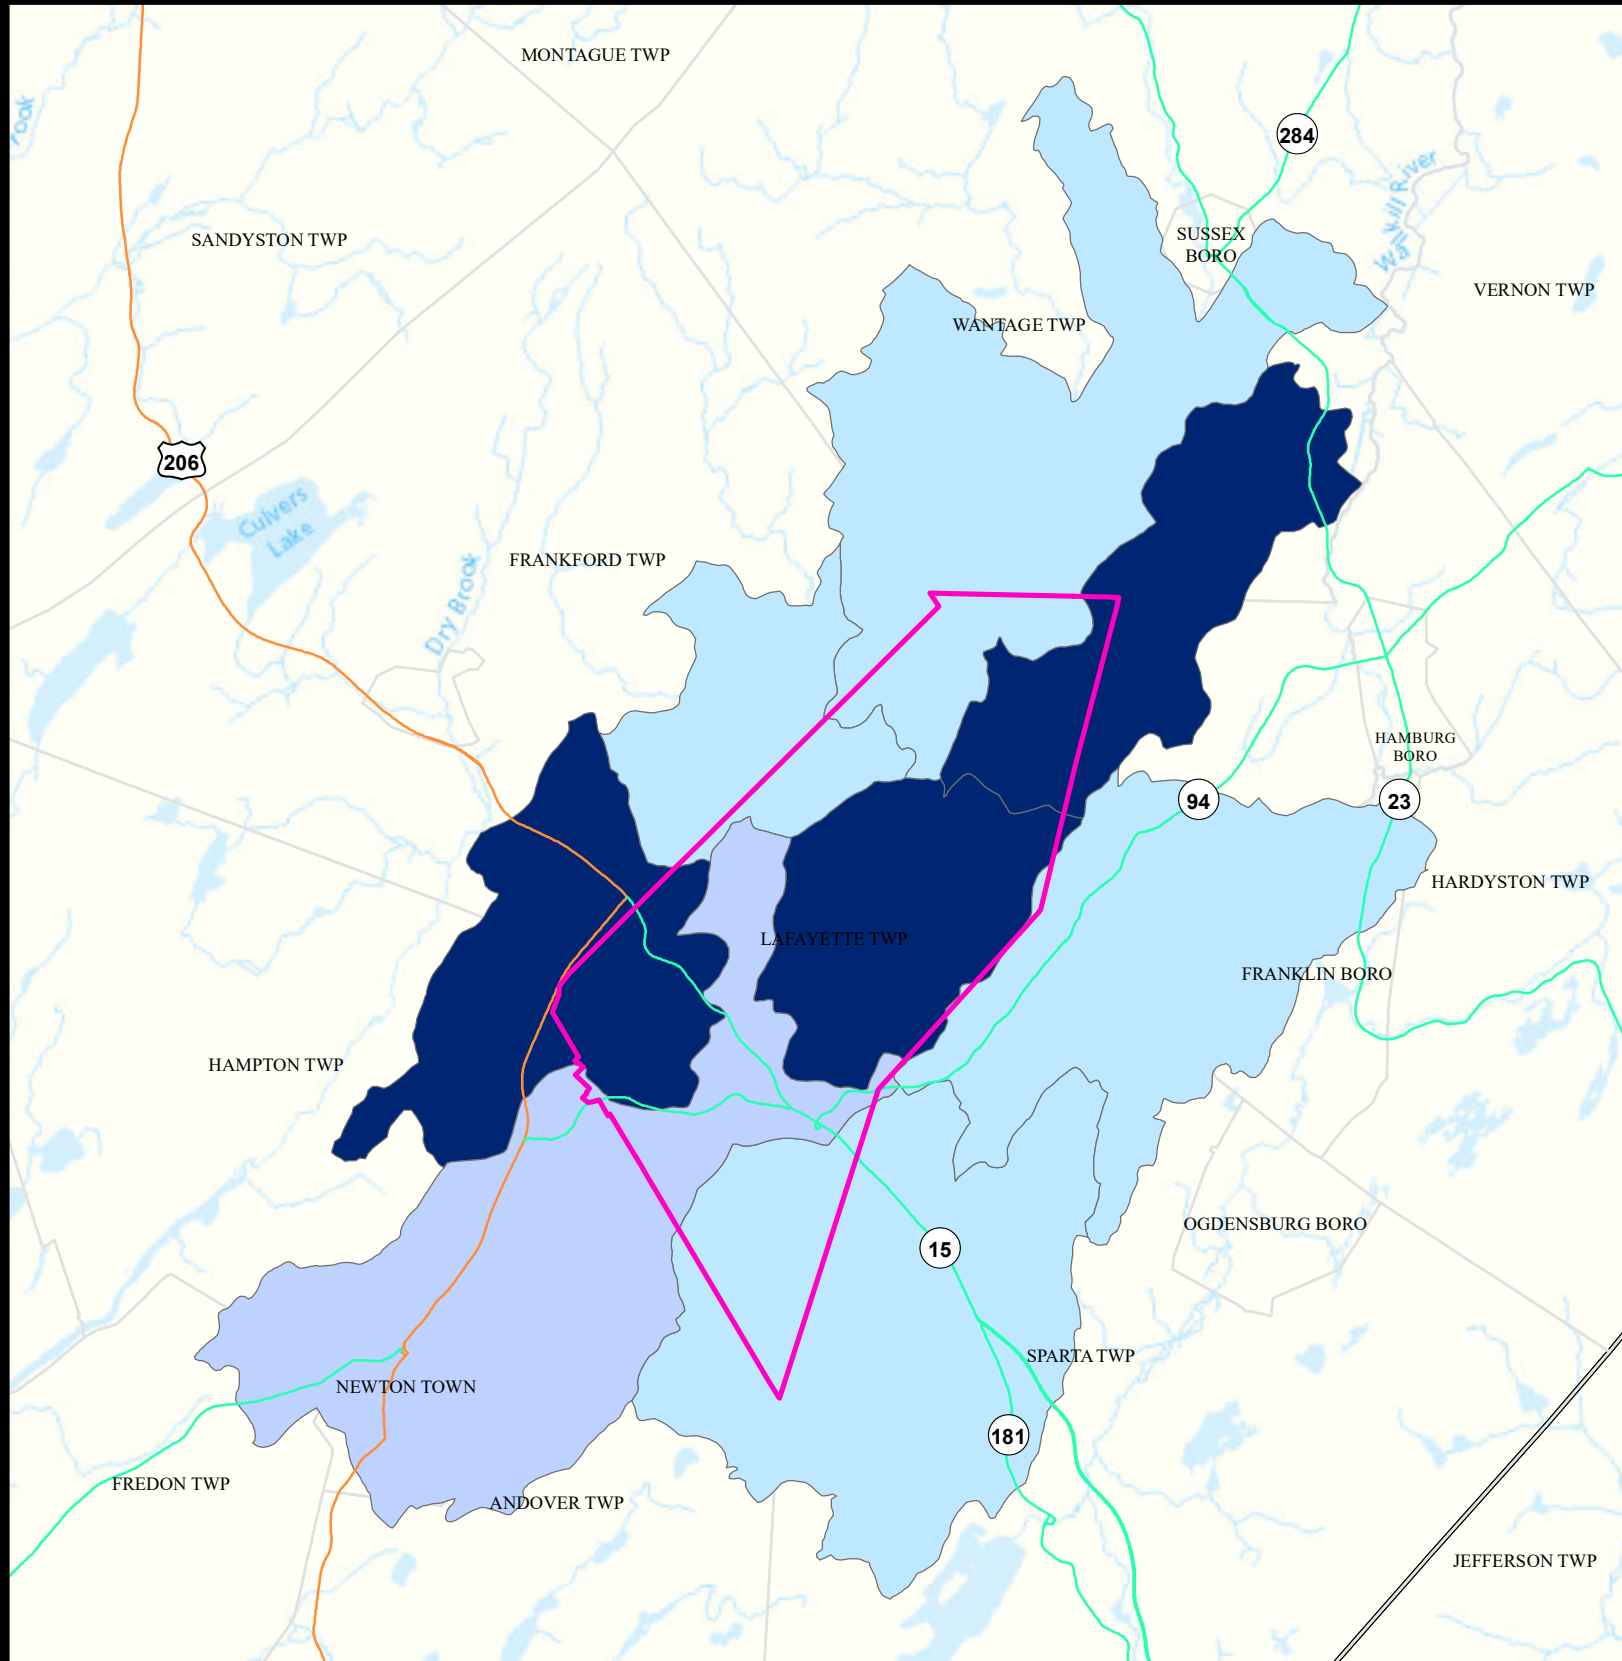 MONTAGUE TWP
rook
284
Wallkill River
SANDYSTON TWP
SUSSEX
BORO
VERNON TWP
WANTAGE TWP
206
Culvers
Lake
FRANKFORD TWP
Dry Brook
HAMBURG
BORO
94
23
HARDYSTON TWP
LAFAYETTE TWP
FRANKLIN BORO
HAMPTON TWP
OGDENSBURG BORO
15
SPARTA TWP
NEWTON TOWN
181
FREDON TWP
ANDOVER TWP
JEFFERSON TWP